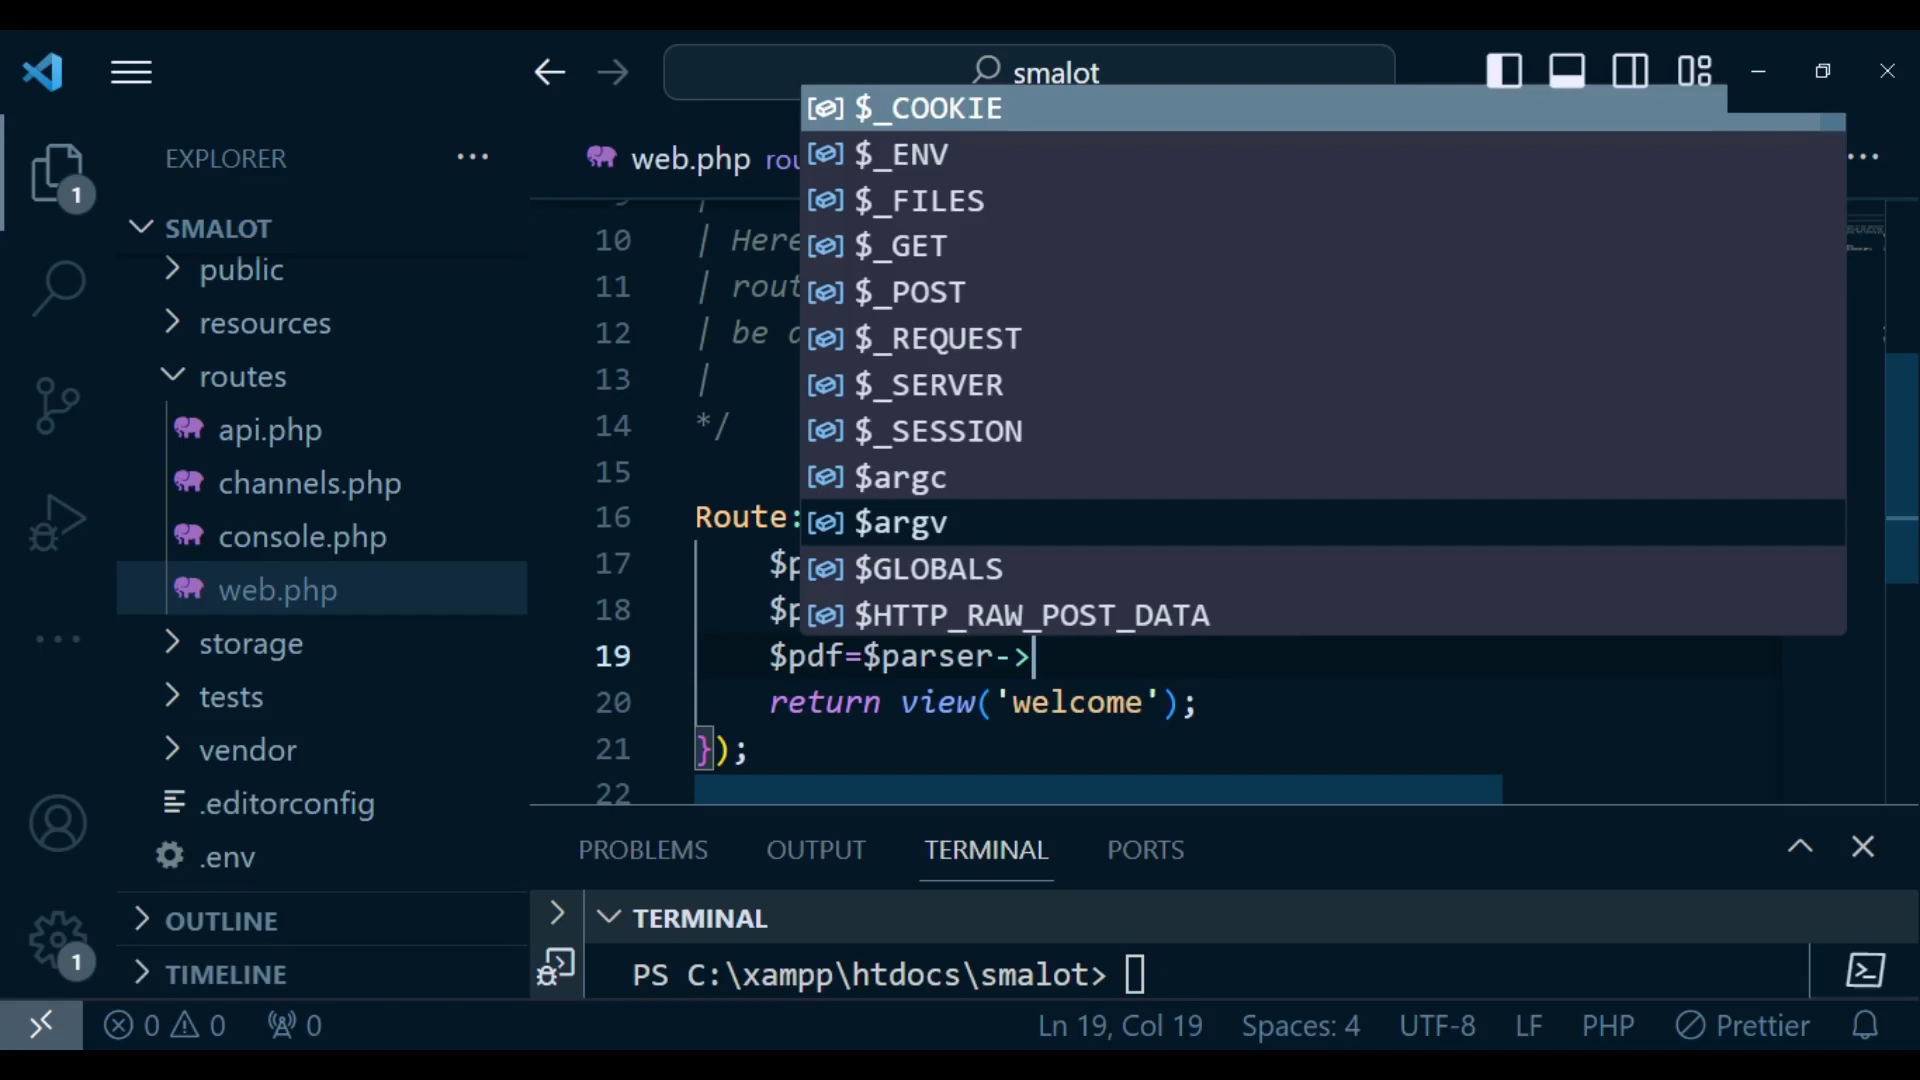 smalot
EXPLORER
1
SMALOT
public
resources
routes
api.php
channels.php
console.php
web.php
storage
tests
vendor
.editorconfig
.env
OUTLINE
TIMELINE
1
web.php
10 | Here
11 |
12 | be
13 |
14 */
15
16 Route:
17
18
19 $pdf=$parser->
20 return view('welcome');
21 });
22
$_COOKIE
$_ENV
$_FILES
$_GET
$_POST
$_REQUEST
$_SERVER
$_SESSION
$argc
$argv
$GLOBALS
$HTTP_RAW_POST_DATA
PROBLEMS OUTPUT TERMINAL PORTS
TERMINAL
PS C:\xampp\htdocs\smalot>
0 0 0 Ln 19, Col 19 Spaces: 4 UTF-8 LF PHP Prettier